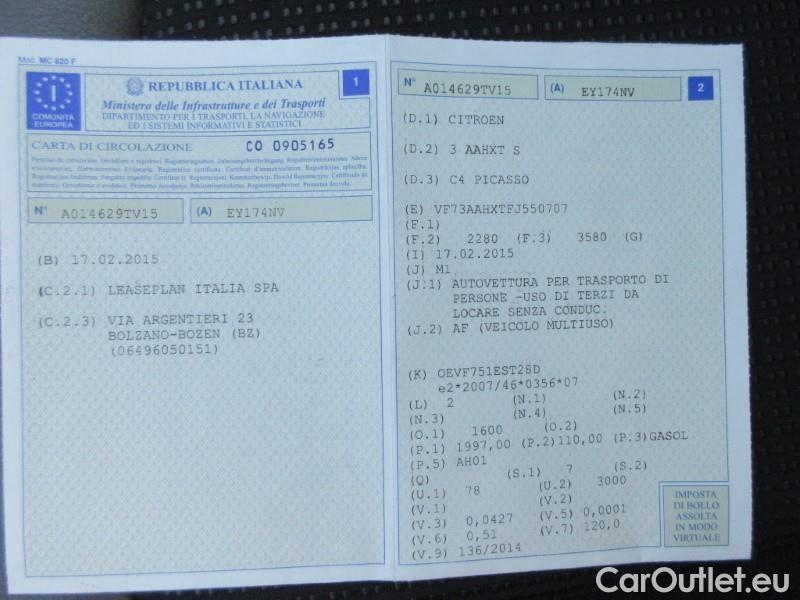 Mod. MC 820 F
I
COMUNITÀ
EUROPEA
REPUBBLICA ITALIANA
1
Ministero delle Infrastrutture e dei Trasporti
DIPARTIMENTO PER I TRASPORTI, LA NAVIGAZIONE
ED I SISTEMI INFORMATIVI E STATISTICI
CARTA DI CIRCOLAZIONE CO 0905165
N° A014629TV15 (A) EY174NV
(B) 17.02.2015
(C.2.1) LEASEPLAN ITALIA SPA
(C.2.3) VIA ARGENTIERI 23
BOLZANO-BOZEN (BZ)
(06496050151)
N° A014629TV15 (A) EY174NV 2
(D.1) CITROEN
(D.2) 3 AAHXT S
(D.3) C4 PICASSO
(E) VF73AAHXTFJ550707
(F.1)
(F.2) 2280 (F.3) 3580 (G)
(I) 17.02.2015
(J) M1
(J.1) AUTOVETTURA PER TRASPORTO DI
PERSONE -USO DI TERZI DA
LOCARE SENZA CONDUC.
(J.2) AF (VEICOLO MULTIUSO)
(K) OEVF751EST28D
e2*2007/46*0356*07
(L) 2 (N.1) (N.2)
(N.3) (N.4) (N.5)
(O.1) 1600 (O.2)
(P.1) 1997,00 (P.2)110,00 (P.3)GASOL
(P.5) AH01
(Q) (S.1) 7 (S.2)
(U.1) 78 (U.2) 3000
(V.1) (V.2)
(V.3) 0,0427 (V.5) 0,0001
(V.6) 0,51 (V.7) 120,0
(V.9) 136/2014
IMPOSTA
DI BOLLO
ASSOLTA
IN MODO
VIRTUALE
CarOutlet.eu